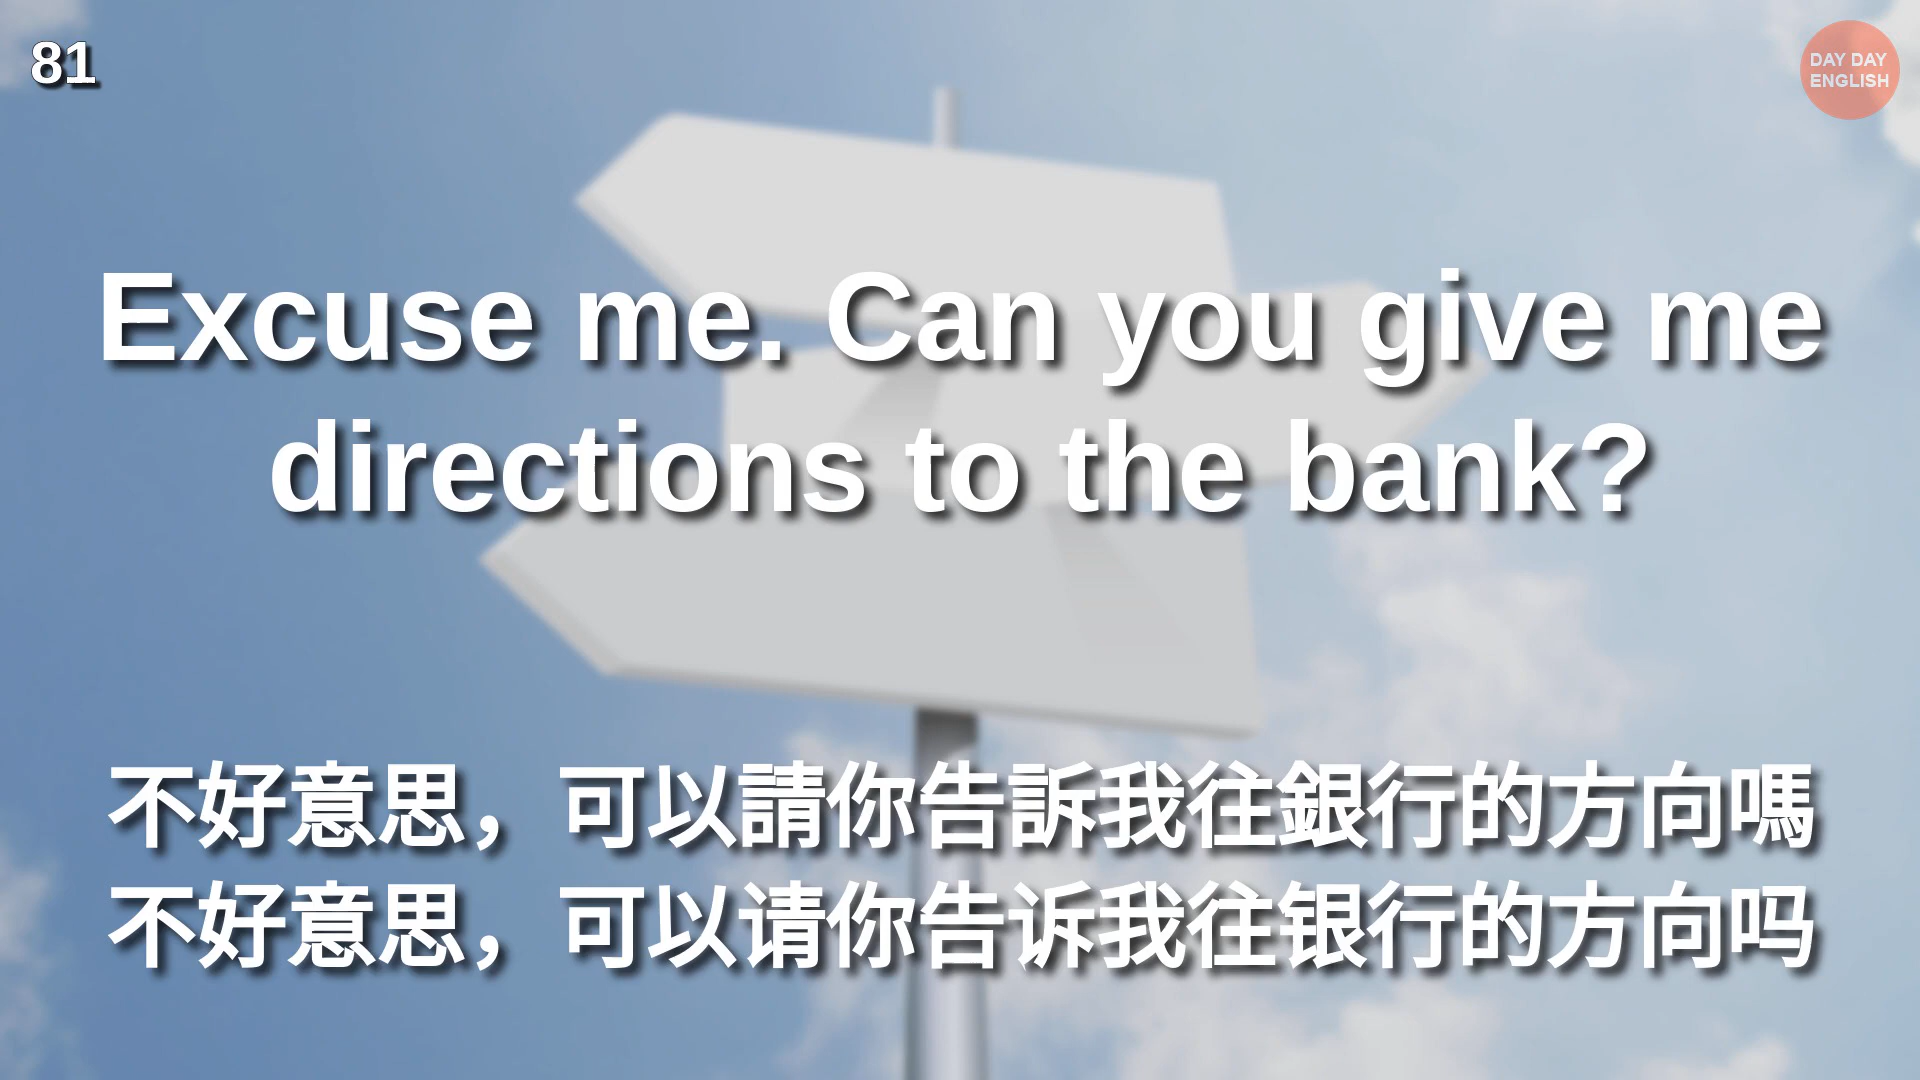 81
DAY DAY
ENGLISH
Excuse me. Can you give me
directions to the bank?
不好意思，可以請你告訴我往銀行的方向嗎
不好意思，可以请你告诉我往银行的方向吗